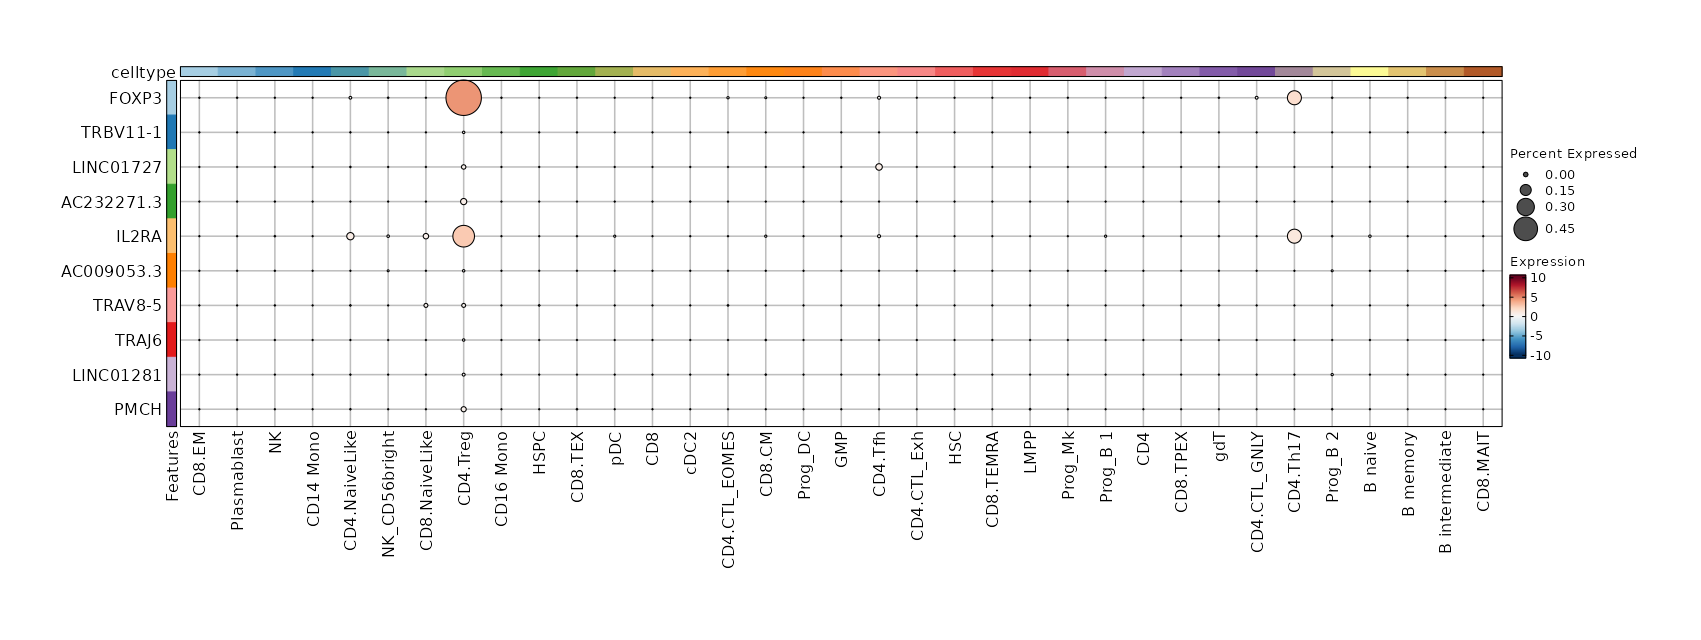 celltype
FOXP3
TRBV11-1
LINC01727
AC232271.3
IL2RA
AC009053.3
TRAV8-5
TRAJ6
LINC01281
PMCH
Features
CD8.EM
Plasmablast
NK
CD14 Mono
CD4.NaiveLike
NK_CD56bright
CD8.NaiveLike
CD4.Treg
CD16 Mono
HSPC
CD8.TEX
pDC
CD8
cDC2
CD4.CTL_EOMES
CD8.CM
Prog_DC
GMP
CD4.Tfh
CD4.CTL_Exh
HSC
CD8.TEMRA
LMPP
Prog_Mk
Prog_B 1
CD4
CD8.TPEX
gdT
CD4.CTL_GNLY
CD4.Th17
Prog_B 2
B naive
B memory
B intermediate
CD8.MAIT
Percent Expressed
0.00
0.15
0.30
0.45
Expression
10
5
0
-5
-10